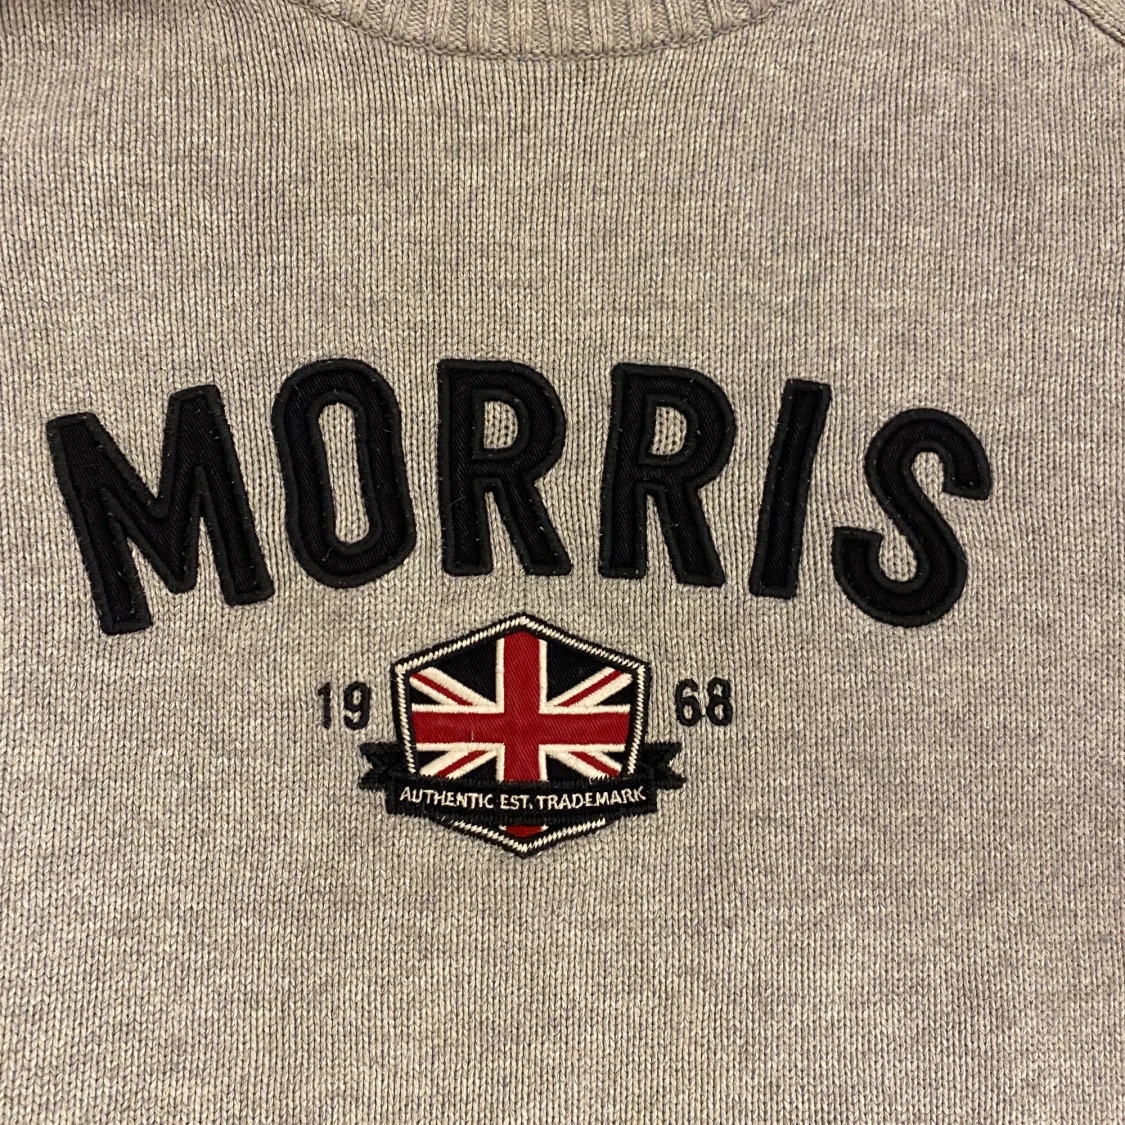 MORRIS
19 68
AUTHENTIC EST. TRADEMARK